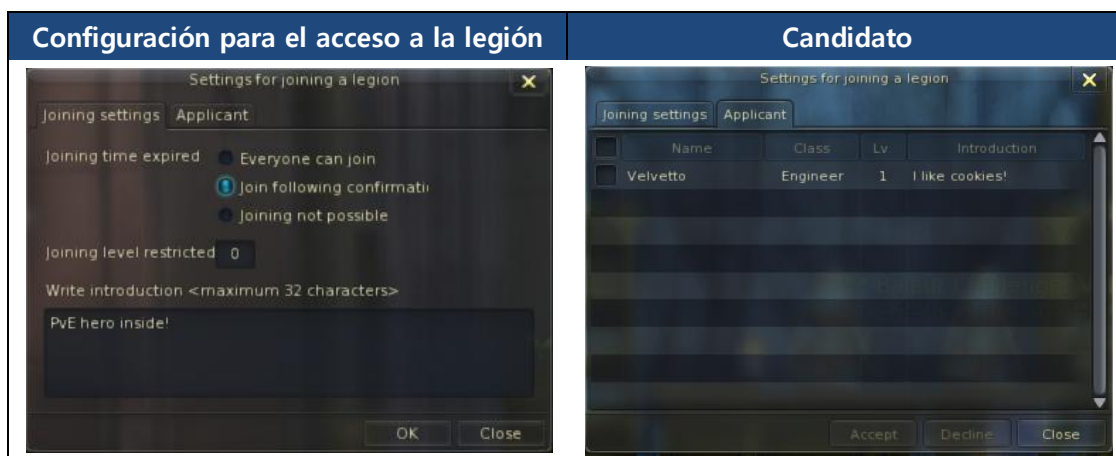 Configuración para el acceso a la legión
Candidato
Settings for joining a legion
Joining settings Applicant
Joining time expired Everyone can join
Join following confirmati
Joining not possible
Joining level restricted 0
Write introduction <maximum 32 characters>
PvE hero inside!
OK Close
Settings for joining a legion
Joining settings Applicant
Name Class Lv Introduction
Velvetto Engineer 1 I like cookies!
Accept Decline Close